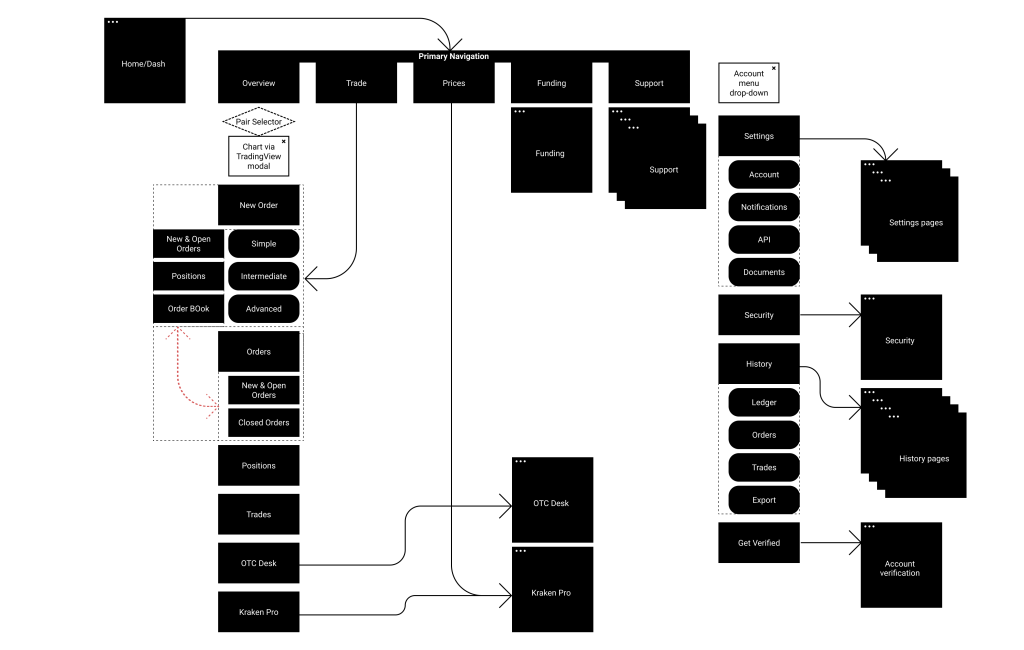 Home/Dash
Primary Navigation
Overview
Trade
Prices
Funding
Support
Pair Selector
Chart via
TradingView
modal
New Order
New & Open
Orders
Simple
Positions
Intermediate
Order BOok
Advanced
Orders
New & Open
Orders
Closed Orders
Positions
Trades
OTC Desk
Kraken Pro
Funding
Support
OTC Desk
Kraken Pro
Account
menu
drop-down
Settings
Account
Notifications
API
Documents
Security
History
Ledger
Orders
Trades
Export
Get Verified
Settings pages
Security
History pages
Account
verification